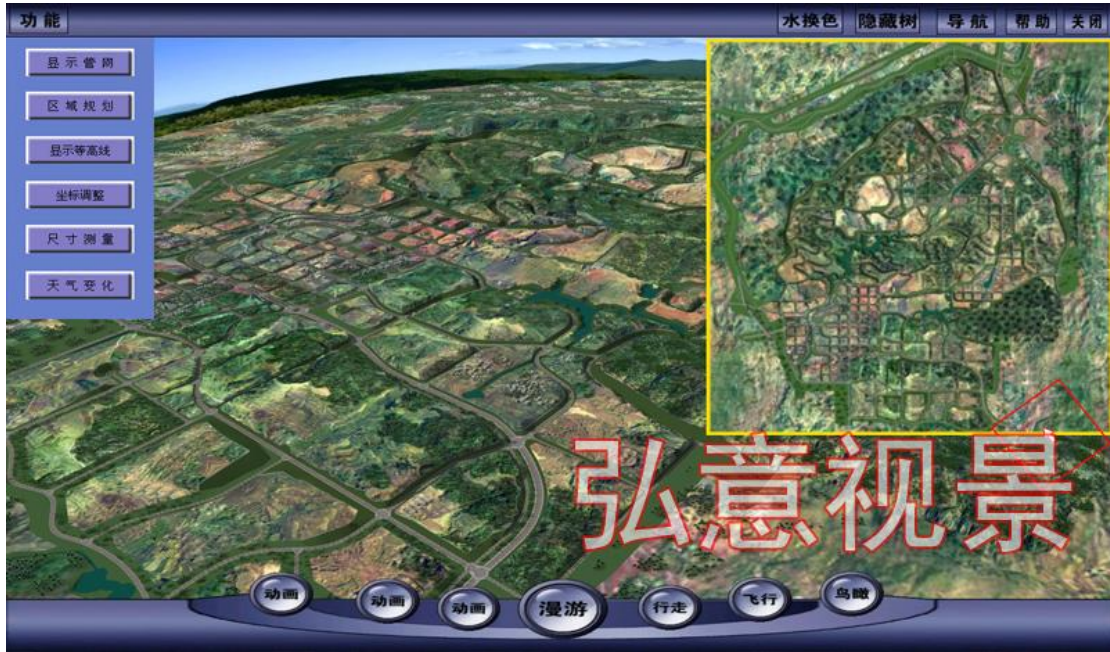 功能
水换色 隐藏树 导航 帮助 关闭
显示管网
区域规划
显示等高线
坐标调整
尺寸测量
天气变化
弘意视景
动画 动画 动画 漫游 行走 飞行 鸟瞰